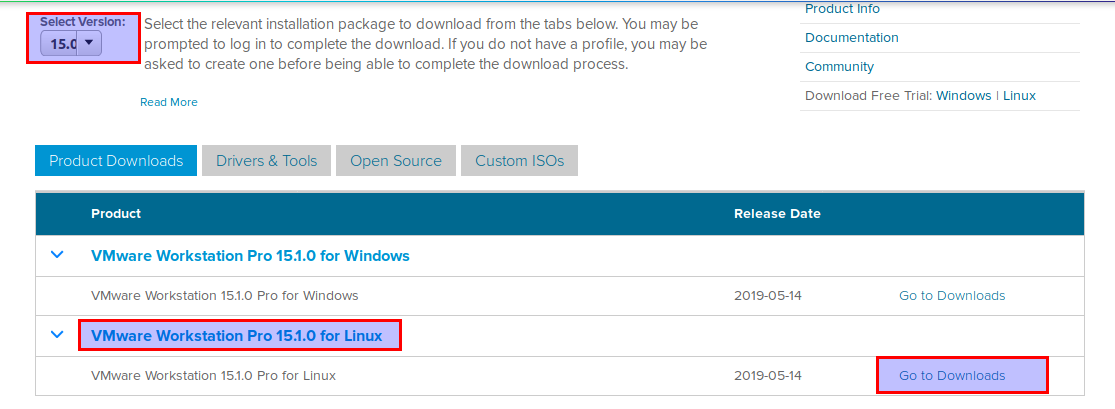 Select Version:
15.0
Select the relevant installation package to download from the tabs below. You may be
prompted to log in to complete the download. If you do not have a profile, you may be
asked to create one before being able to complete the download process.
Read More
Product Info
Documentation
Community
Download Free Trial: Windows | Linux
Product Downloads
Drivers & Tools
Open Source
Custom ISOs
Product Release Date
VMware Workstation Pro 15.1.0 for Windows
VMware Workstation 15.1.0 Pro for Windows 2019-05-14 Go to Downloads
VMware Workstation Pro 15.1.0 for Linux
VMware Workstation 15.1.0 Pro for Linux 2019-05-14 Go to Downloads